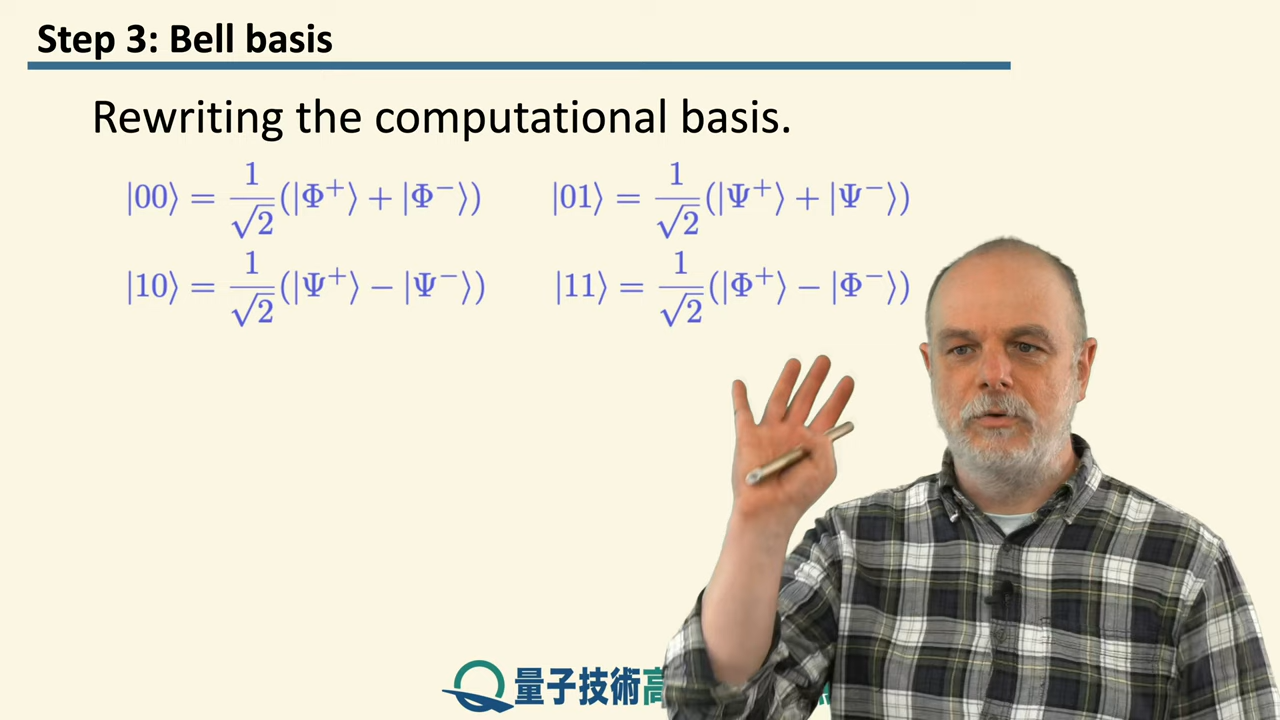 Step 3: Bell basis
Rewriting the computational basis.
|00⟩ = 1/√2 (|Φ⁺⟩ + |Φ⁻⟩) |01⟩ = 1/√2 (|Ψ⁺⟩ + |Ψ⁻⟩)
|10⟩ = 1/√2 (|Ψ⁺⟩ − |Ψ⁻⟩) |11⟩ = 1/√2 (|Φ⁺⟩ − |Φ⁻⟩)
量子技術高